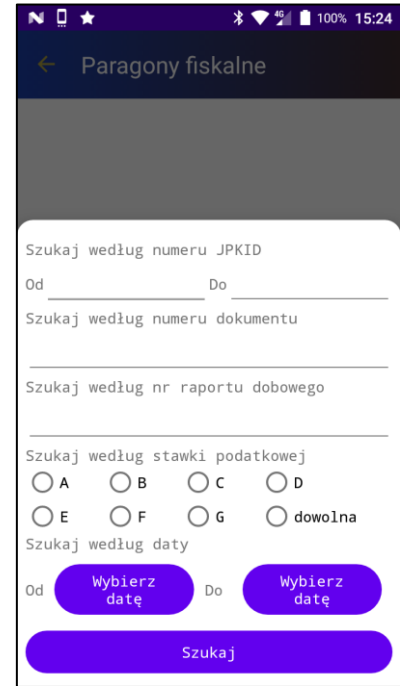 100% 15:24
Paragony fiskalne
Szukaj według numeru JPKID
Od Do
Szukaj według numeru dokumentu
Szukaj według nr raportu dobowego
Szukaj według stawki podatkowej
A B C D
E F G dowolna
Szukaj według daty
Od Wybierz datę Do Wybierz datę
Szukaj